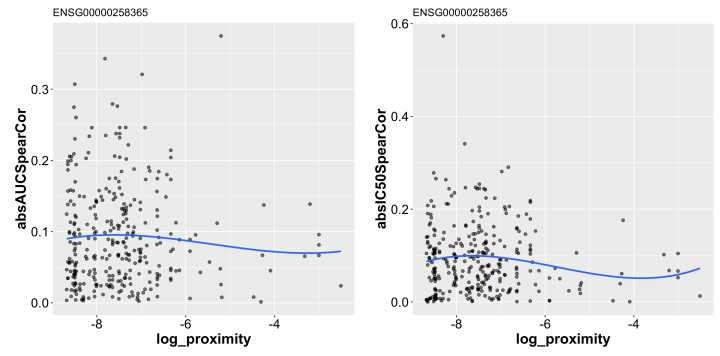 ENSG00000258365
absAUCSpearCor
0.3
0.2
0.1
0.0
-8
-6
-4
log_proximity
ENSG00000258365
absIC50SpearCor
0.6
0.4
0.2
0.0
-8
-6
-4
log_proximity